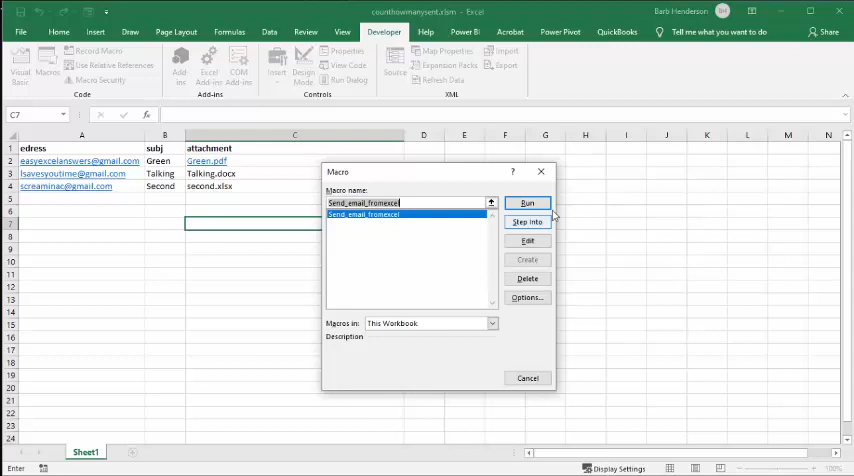 countthowmanysent.xlsm - Excel
Barb Henderson
BH
File Home Insert Draw Page Layout Formulas Data Review View Developer Help Power BI Acrobat Power Pivot QuickBooks Tell me what you want to do Share
Visual Basic
Macros
Record Macro
Use Relative References
Macro Security
Code
Add-ins
Excel Add-ins
COM Add-ins
Add-ins
Insert
Design Mode
Properties
View Code
Run Dialog
Controls
Source
Map Properties
Expansion Packs
Refresh Data
Import
Export
XML
C7
fx
A B C D E F G H I J K L M N
1 edress subj attachment
2 easyexcelanswers@gmail.com Green Green.pdf
3 lsavesyoutime@gmail.com Talking Talking.docx
4 screaminac@gmail.com Second second.xlsx
5
6
7
8
9
10
11
12
13
14
15
16
17
18
19
20
21
22
23
24
Macro
?
Macro name:
Send_email_fromexcel
Send_email_fromexcel
Run
Step Into
Edit
Create
Delete
Options...
Macros in: This Workbook
Description
Cancel
Sheet1
Enter
Display Settings
100%